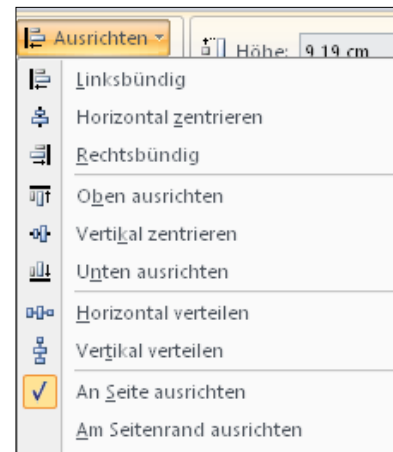 Ausrichten
Höhe: 9,19 cm
Linksbündig
Horizontal zentrieren
Rechtsbündig
Oben ausrichten
Vertikal zentrieren
Unten ausrichten
Horizontal verteilen
Vertikal verteilen
An Seite ausrichten
Am Seitenrand ausrichten